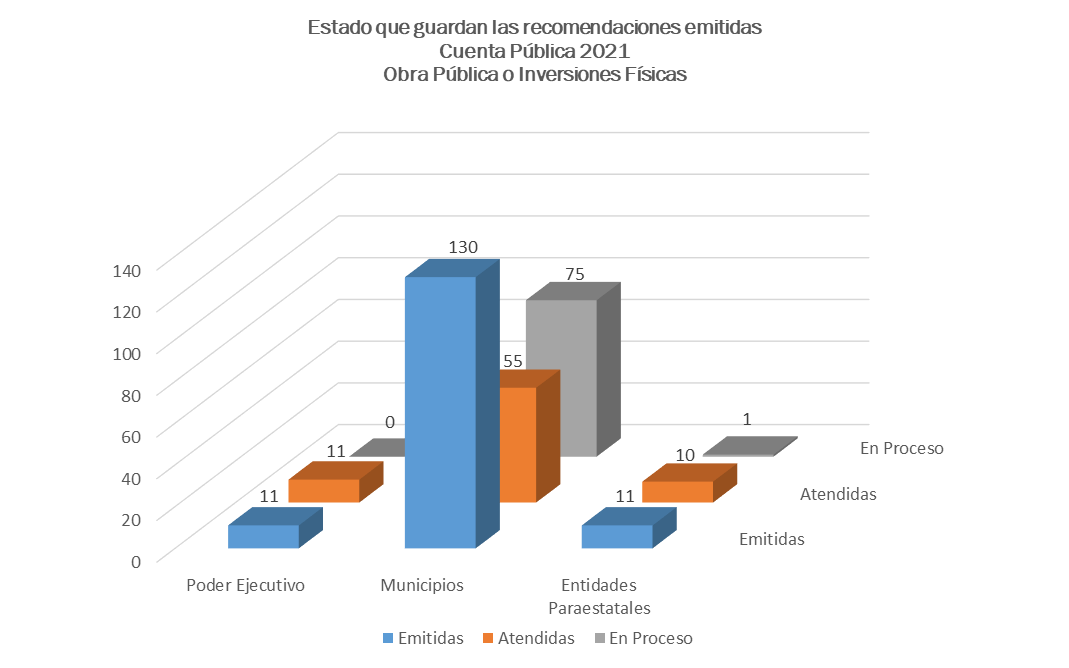 Estado que guardan las recomendaciones emitidas
Cuenta Pública 2021
Obra Pública o Inversiones Físicas
140
120
100
80
60
40
20
0
130
75
55
0
11
11
1
10
11
En Proceso
Atendidas
Emitidas
Poder Ejecutivo
Municipios
Entidades
Paraestatales
Emitidas
Atendidas
En Proceso